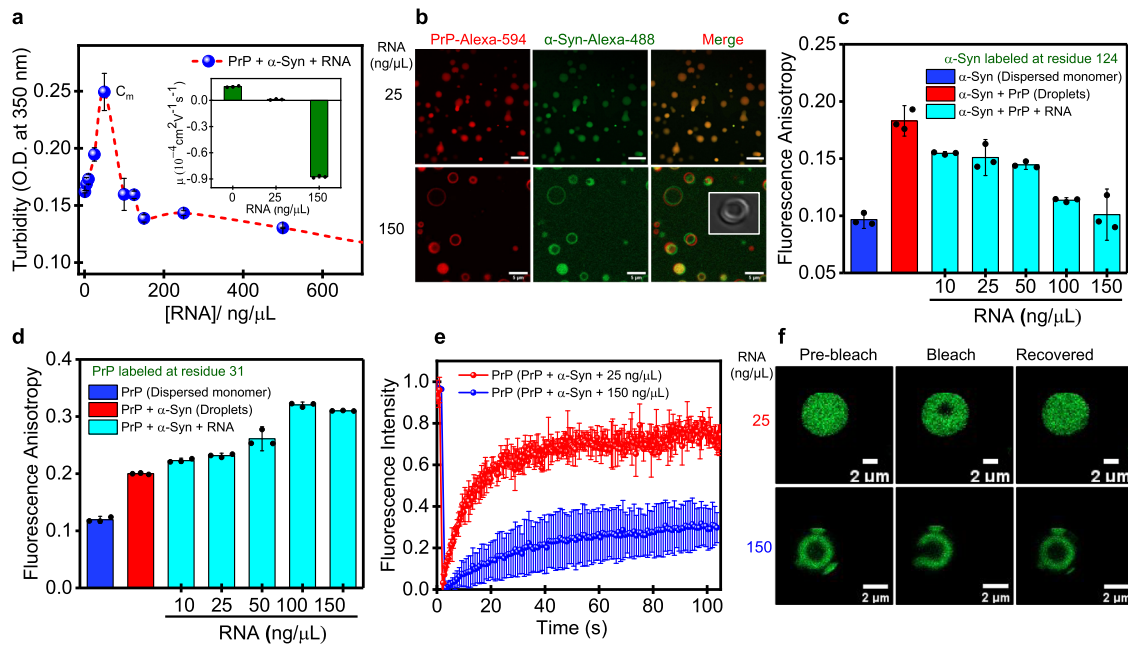 a
Turbidity (O.D. at 350 nm)
0.25
0.20
0.15
0.10
PrP + α-Syn + RNA
Cm
μ (10-4cm2V-1s-1)
0.0
-0.3
-0.6
-0.9
0 25 150
RNA (ng/μL)
0 200 400 600
[RNA]/ ng/μL
b
RNA
(ng/μL)
PrP-Alexa-594 α-Syn-Alexa-488 Merge
25
150
5 μm 5 μm 5 μm
c
Fluorescence Anisotropy
0.25
0.20
0.15
0.10
0.05
α-Syn labeled at residue 124
α-Syn (Dispersed monomer)
α-Syn + PrP (Droplets)
α-Syn + PrP + RNA
10 25 50 100 150
RNA (ng/μL)
d
Fluorescence Anisotropy
0.4
0.3
0.2
0.1
0.0
PrP labeled at residue 31
PrP (Dispersed monomer)
PrP + α-Syn (Droplets)
PrP + α-Syn + RNA
10 25 50 100 150
RNA (ng/μL)
e
Fluorescence Intensity
1.0
0.8
0.6
0.4
0.2
0.0
PrP (PrP + α-Syn + 25 ng/μL)
PrP (PrP + α-Syn + 150 ng/μL)
0 20 40 60 80 100
Time (s)
f
RNA
(ng/μL)
Pre-bleach Bleach Recovered
25
2 μm 2 μm 2 μm
150
2 μm 2 μm 2 μm